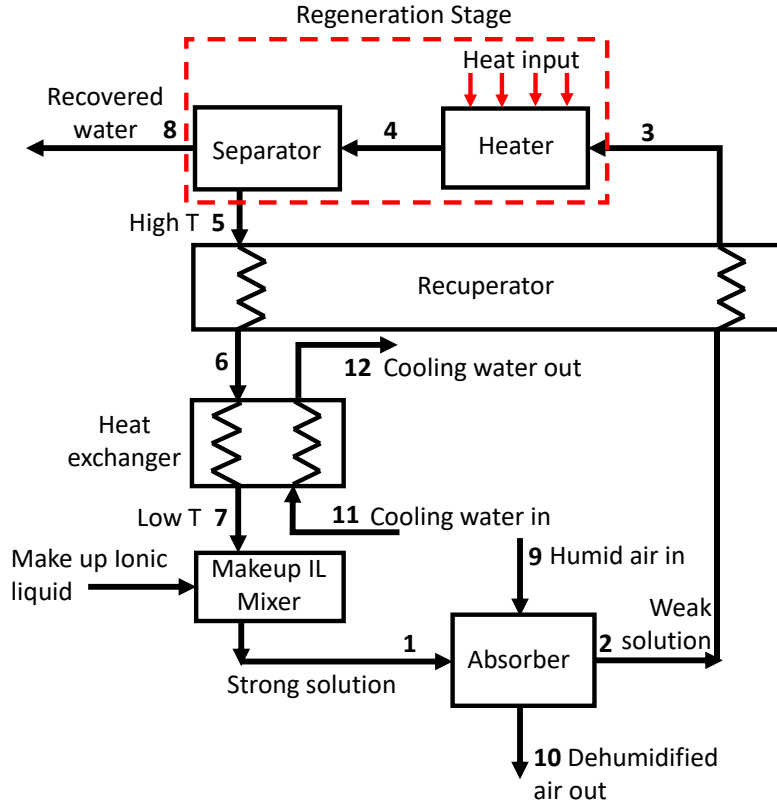 Regeneration Stage
Heat input
Recovered
water
8
Separator
4
Heater
3
High T 5
Recuperator
6
12 Cooling water out
Heat
exchanger
Low T 7
11 Cooling water in
Make up Ionic
liquid
Makeup IL
Mixer
9 Humid air in
Weak
2 solution
1
Absorber
Strong solution
10 Dehumidified
air out